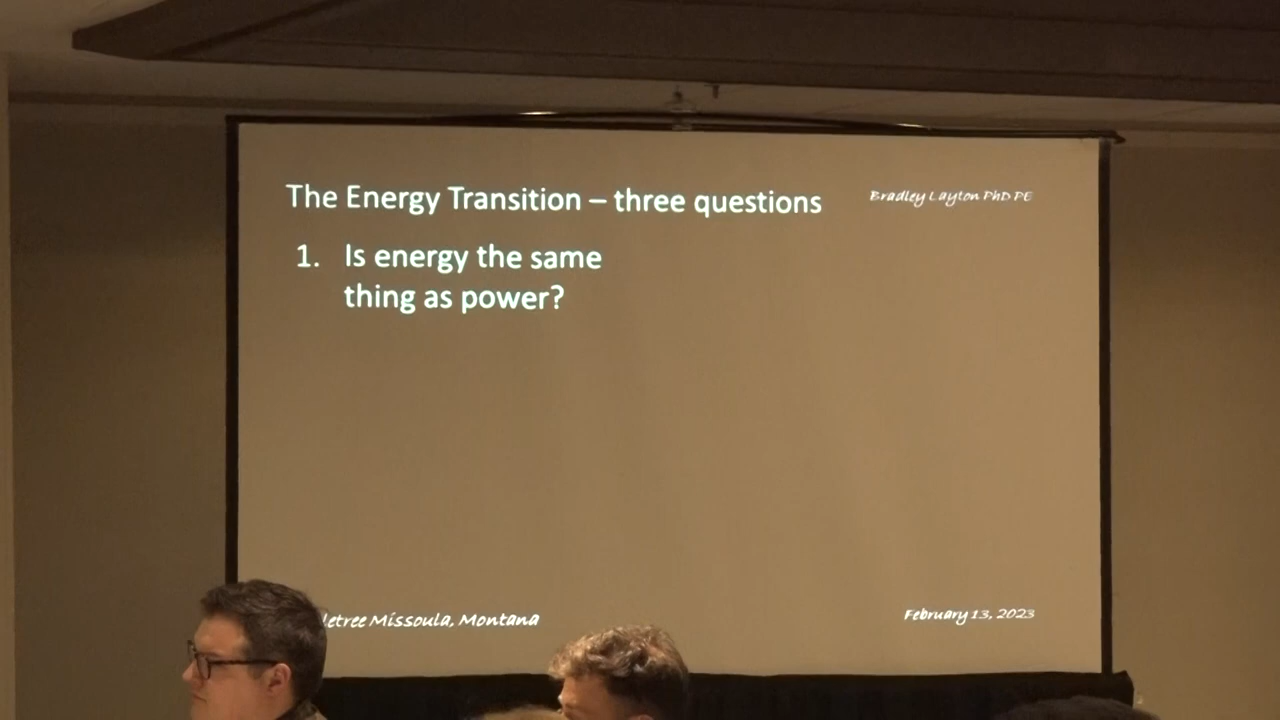 The Energy Transition – three questions
Bradley Layton PhD PE
1. Is energy the same
thing as power?
Missoula, Montana
February 13, 2023